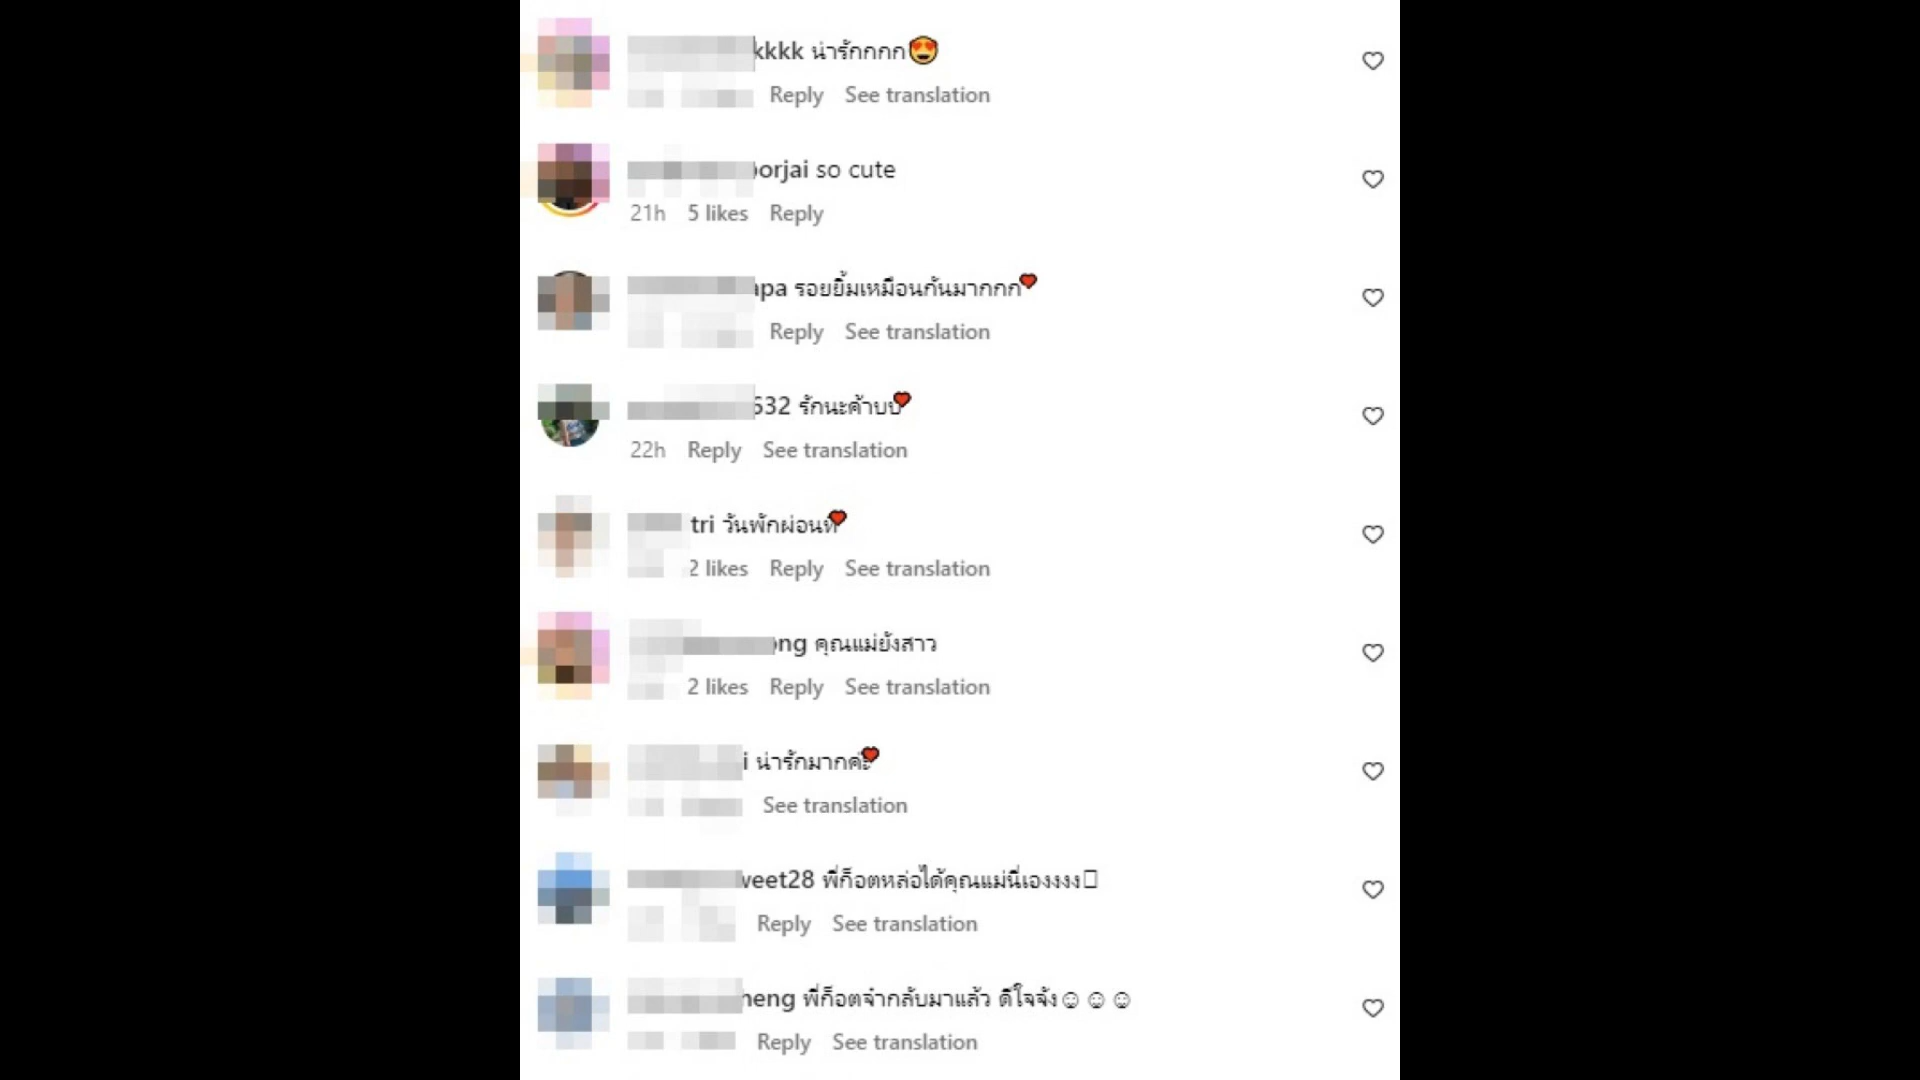 kkkk น่ารักกกก😍
Reply See translation
orjai so cute
21h 5 likes Reply
apa รอยยิ้มเหมือนกันมากกก❤
Reply See translation
632 รักนะค้าบบ❤
22h Reply See translation
tri วันพักผ่อนที่❤
2 likes Reply See translation
ong คุณแม่ยังสาว
2 likes Reply See translation
i น่ารักมากค่ะ❤
See translation
weet28 พี่ก็อตหล่อได้คุณแม่นี่เองงงง
Reply See translation
heng พี่ก็อตจ๋ากลับมาแล้ว ดีใจจัง☺☺☺
Reply See translation